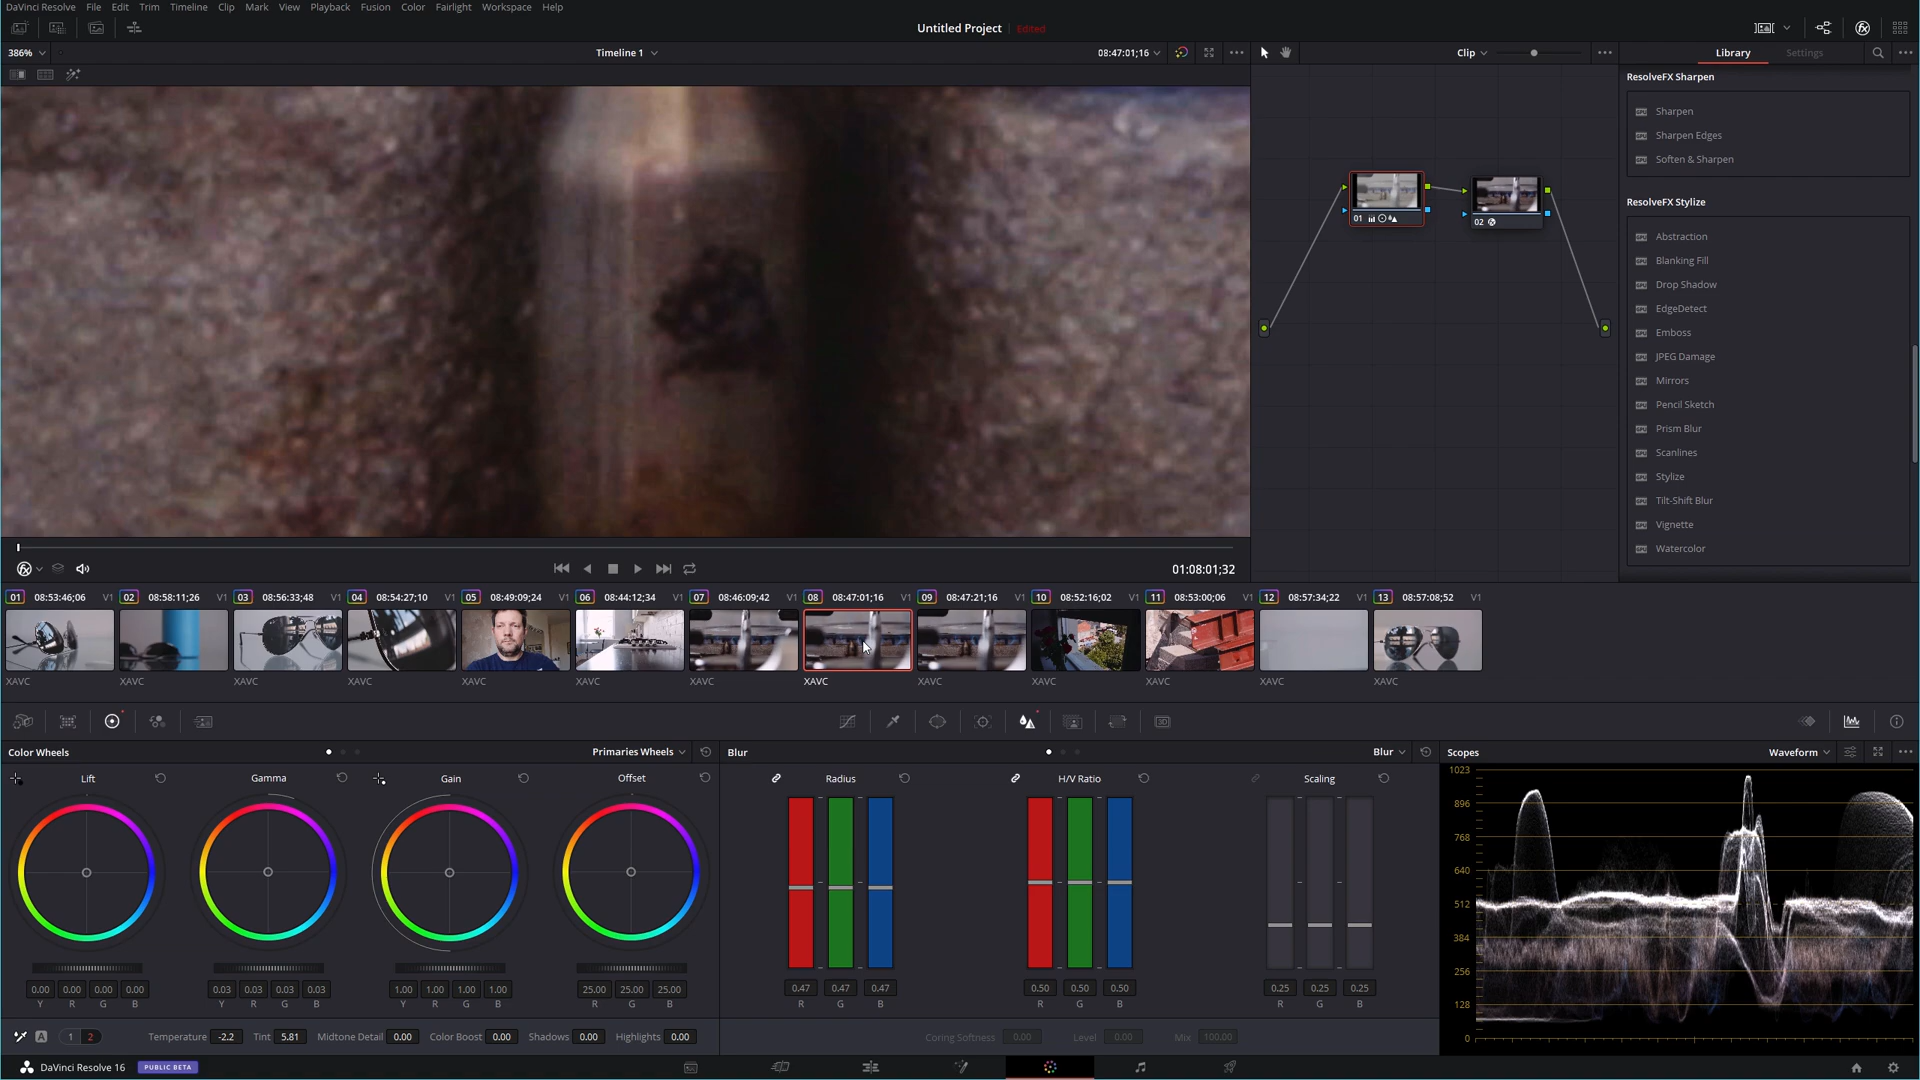 DaVinci Resolve File Edit Trim Timeline Clip Mark View Playback Fusion Color Fairlight Workspace Help
Untitled Project Edited
386% Timeline 1 08:47:01;16 Clip Library Settings
ResolveFX Sharpen
Sharpen
Sharpen Edges
Soften & Sharpen
ResolveFX Stylize
Abstraction
Blanking Fill
Drop Shadow
EdgeDetect
Emboss
JPEG Damage
Mirrors
Pencil Sketch
Prism Blur
Scanlines
Stylize
Tilt-Shift Blur
Vignette
Watercolor
01
02
01:08:01;32
01 08:53:46;06 V1 02 08:58:11;26 V1 03 08:56:33;48 V1 04 08:54:27;10 V1 05 08:49:09;24 V1 06 08:44:12;34 V1 07 08:46:09;42 V1 08 08:47:01;16 V1 09 08:47:21;16 V1 10 08:52:16;02 V1 11 08:53:00;06 V1 12 08:57:34;22 V1 13 08:57:08;52 V1
XAVC XAVC XAVC XAVC XAVC XAVC XAVC XAVC XAVC XAVC XAVC XAVC XAVC
Color Wheels Primaries Wheels Blur Blur Scopes Waveform
Lift Gamma Gain Offset Radius H/V Ratio Scaling
1023
896
768
640
512
384
256
128
0
0.00 0.00 0.00 0.00 0.03 0.03 0.03 0.03 1.00 1.00 1.00 1.00 25.00 25.00 25.00 0.47 0.47 0.47 0.50 0.50 0.50 0.25 0.25 0.25
Y R G B Y R G B Y R G B R G B R G B R G B R G B
A 1 2 Temperature -2.2 Tint 5.81 Midtone Detail 0.00 Color Boost 0.00 Shadows 0.00 Highlights 0.00 Coring Softness 0.00 Level 0.00 Mix 100.00
DaVinci Resolve 16 PUBLIC BETA